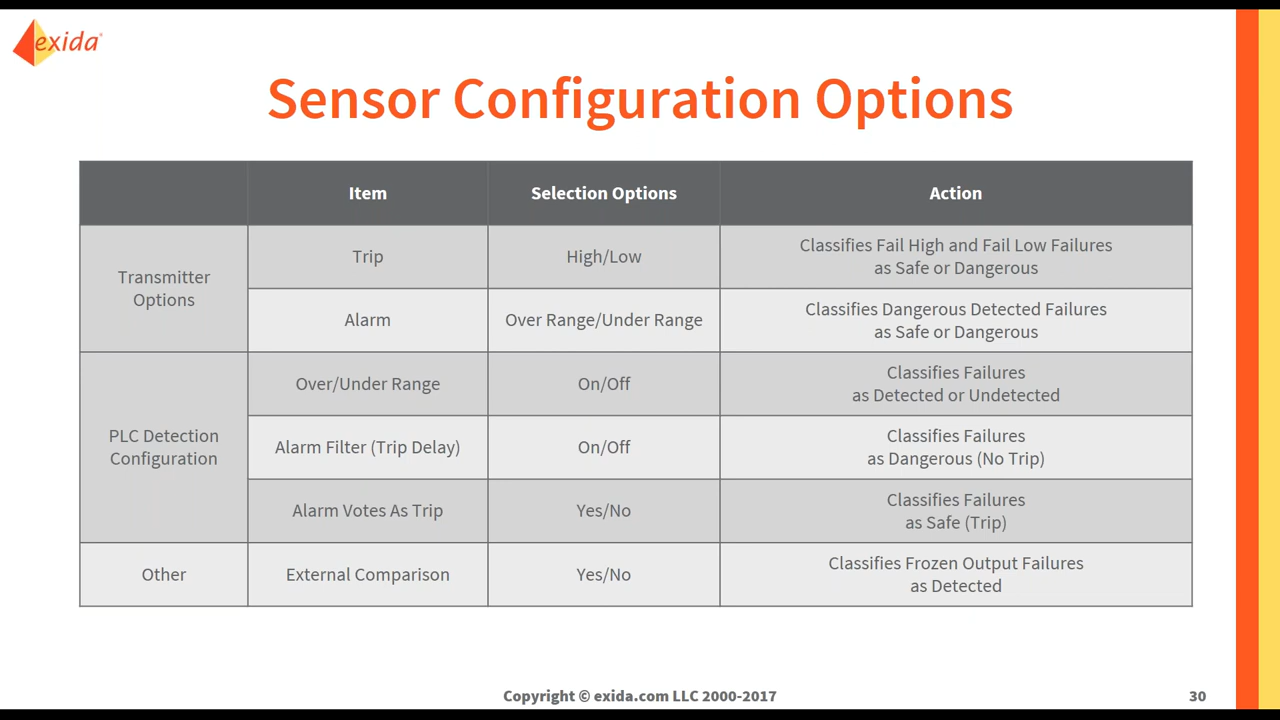 exida
Sensor Configuration Options
Item
Selection Options
Action
Transmitter
Options
Trip
High/Low
Classifies Fail High and Fail Low Failures
as Safe or Dangerous
Alarm
Over Range/Under Range
Classifies Dangerous Detected Failures
as Safe or Dangerous
PLC Detection
Configuration
Over/Under Range
On/Off
Classifies Failures
as Detected or Undetected
Alarm Filter (Trip Delay)
On/Off
Classifies Failures
as Dangerous (No Trip)
Alarm Votes As Trip
Yes/No
Classifies Failures
as Safe (Trip)
Other
External Comparison
Yes/No
Classifies Frozen Output Failures
as Detected
Copyright © exida.com LLC 2000-2017
30